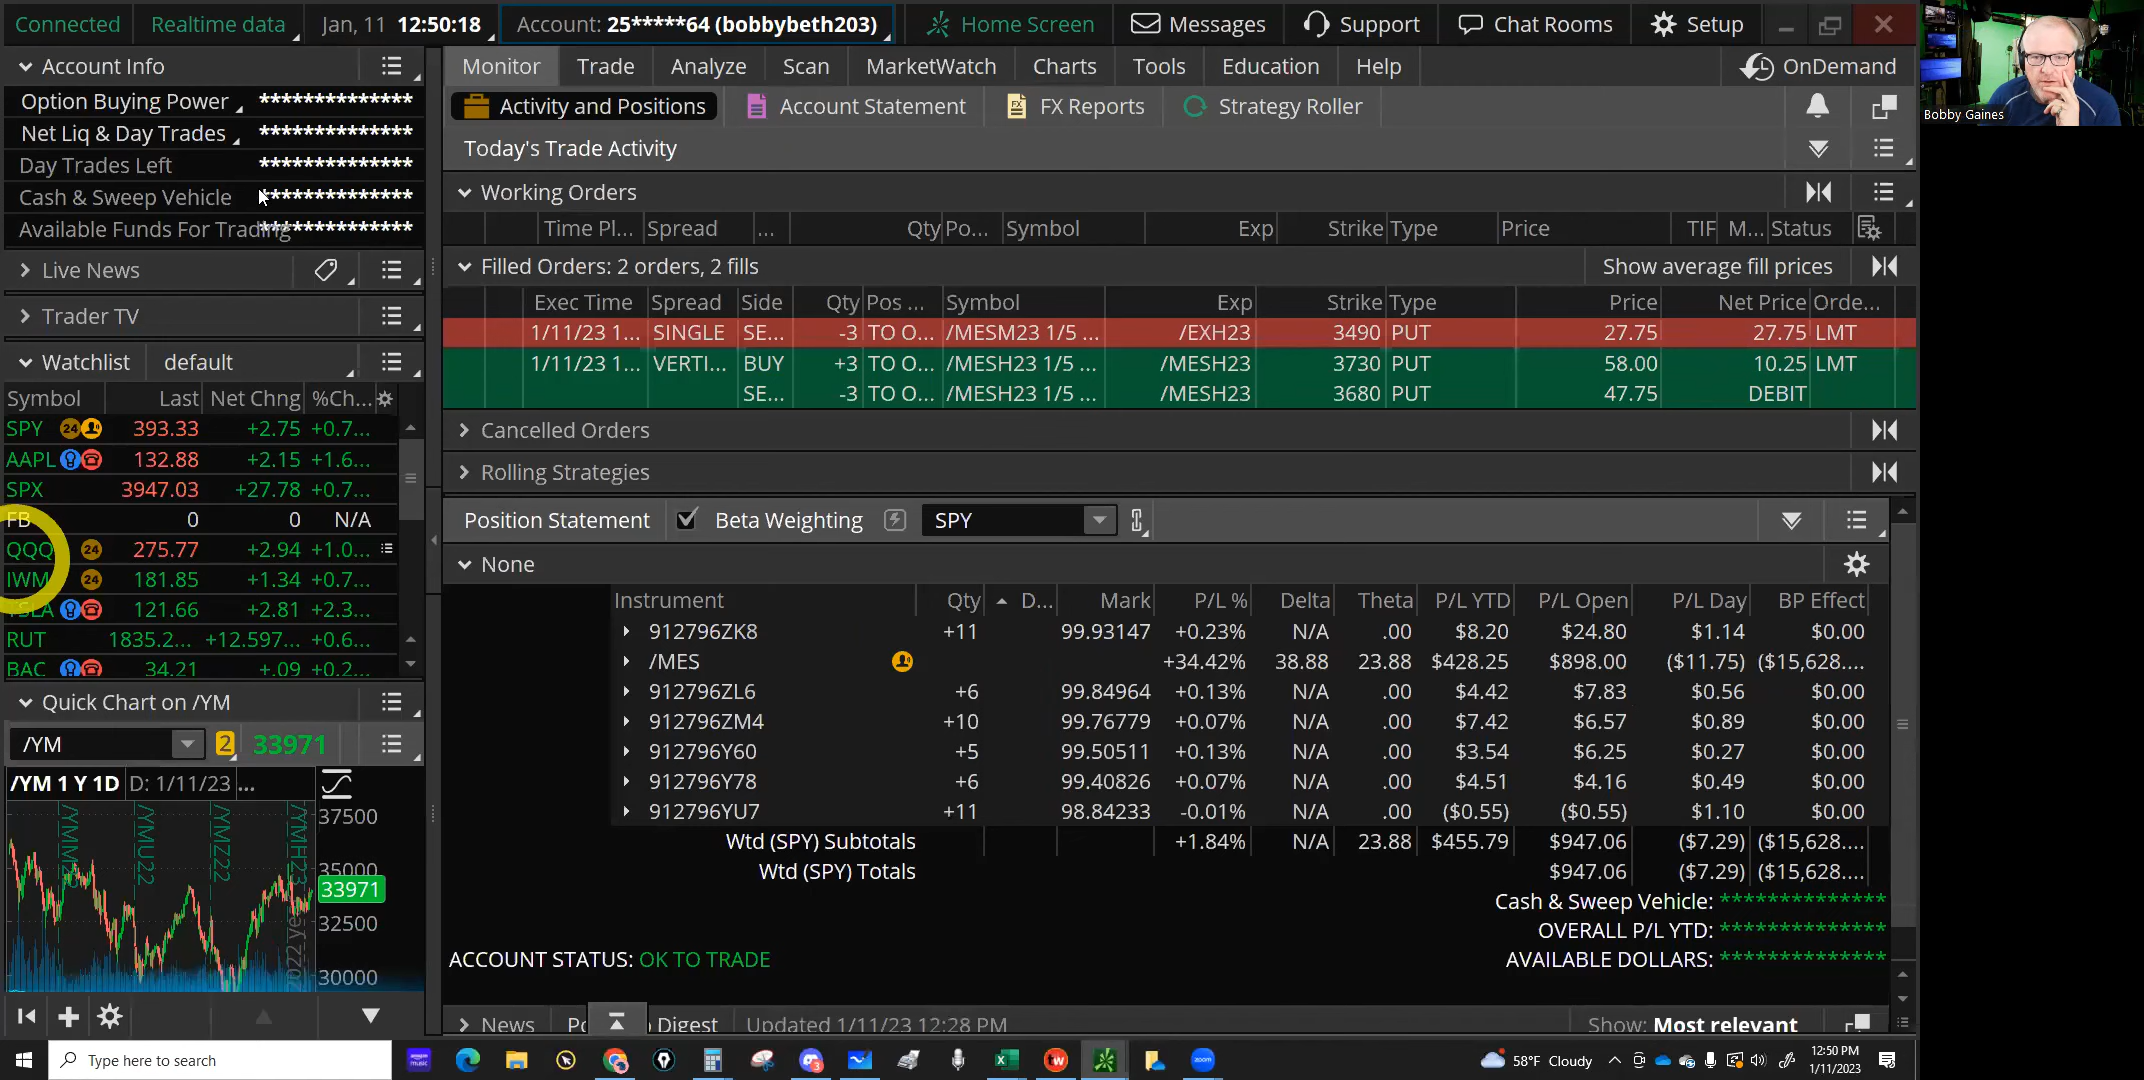 Connected Realtime data Jan, 11 12:50:18 Account: 25*****64 (bobbybeth203) Home Screen Messages Support Chat Rooms Setup
Bobby Gaines
Account Info
Option Buying Power **************
Net Liq & Day Trades **************
Day Trades Left **************
Cash & Sweep Vehicle **************
Available Funds For Trading **************
Live News
Trader TV
Watchlist default
Symbol Last Net Chng %Ch...
SPY 24 393.33 +2.75 +0.7...
AAPL 132.88 +2.15 +1.6...
SPX 3947.03 +27.78 +0.7...
FB 0 0 N/A
QQQ 24 275.77 +2.94 +1.0...
IWM 24 181.85 +1.34 +0.7...
TSLA 121.66 +2.81 +2.3...
RUT 1835.2... +12.597... +0.6...
BAC 34.21 +.09 +0.2...
Quick Chart on /YM
/YM 2 33971
/YM 1 Y 1D D: 1/11/23 ...
37500
35000
33971
32500
30000
/YMU22
/YMZ22
/YMH23
Monitor Trade Analyze Scan MarketWatch Charts Tools Education Help OnDemand
Activity and Positions Account Statement FX Reports Strategy Roller
Today's Trade Activity
Working Orders
Time Pl... Spread ... Qty Po... Symbol Exp Strike Type Price TIF M... Status
Filled Orders: 2 orders, 2 fills Show average fill prices
Exec Time Spread Side Qty Pos ... Symbol Exp Strike Type Price Net Price Orde...
1/11/23 1... SINGLE SE... -3 TO O... /MESM23 1/5 ... /EXH23 3490 PUT 27.75 27.75 LMT
1/11/23 1... VERTI... BUY +3 TO O... /MESH23 1/5 ... /MESH23 3730 PUT 58.00 10.25 LMT
SE... -3 TO O... /MESH23 1/5 ... /MESH23 3680 PUT 47.75 DEBIT
Cancelled Orders
Rolling Strategies
Position Statement Beta Weighting SPY
None
Instrument Qty D... Mark P/L % Delta Theta P/L YTD P/L Open P/L Day BP Effect
912796ZK8 +11 99.93147 +0.23% N/A .00 $8.20 $24.80 $1.14 $0.00
/MES +34.42% 38.88 23.88 $428.25 $898.00 ($11.75) ($15,628....
912796ZL6 +6 99.84964 +0.13% N/A .00 $4.42 $7.83 $0.56 $0.00
912796ZM4 +10 99.76779 +0.07% N/A .00 $7.42 $6.57 $0.89 $0.00
912796Y60 +5 99.50511 +0.13% N/A .00 $3.54 $6.25 $0.27 $0.00
912796Y78 +6 99.40826 +0.07% N/A .00 $4.51 $4.16 $0.49 $0.00
912796YU7 +11 98.84233 -0.01% N/A .00 ($0.55) ($0.55) $1.10 $0.00
Wtd (SPY) Subtotals +1.84% N/A 23.88 $455.79 $947.06 ($7.29) ($15,628....
Wtd (SPY) Totals $947.06 ($7.29) ($15,628....
Cash & Sweep Vehicle: **************
OVERALL P/L YTD: **************
ACCOUNT STATUS: OK TO TRADE AVAILABLE DOLLARS: **************
News Digest Updated 1/11/23 12:28 PM Show: Most relevant
Type here to search
58°F Cloudy
12:50 PM
1/11/2023